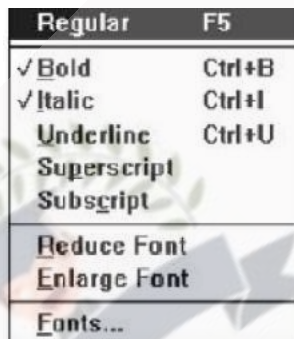 Regular F5
✓ Bold Ctrl+B
✓ Italic Ctrl+I
Underline Ctrl+U
Superscript
Subscript
Reduce Font
Enlarge Font
Fonts...